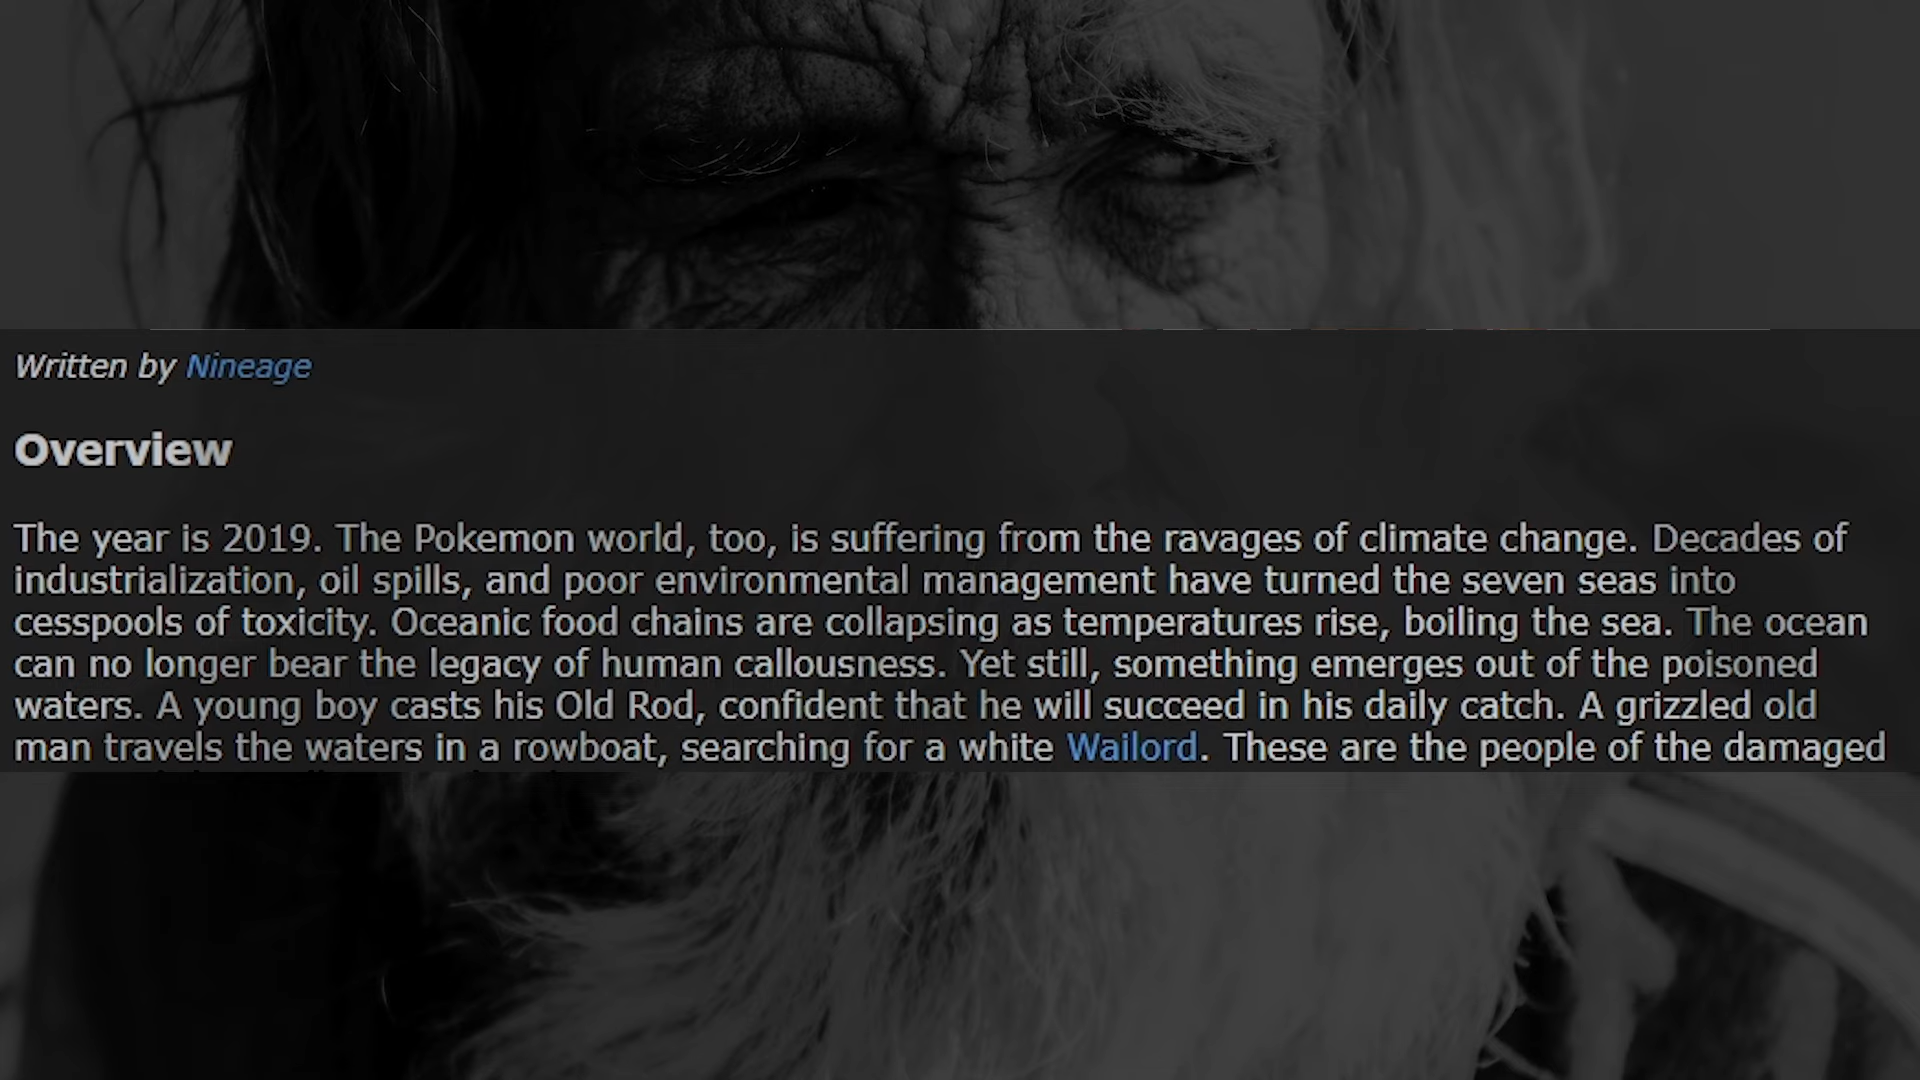 Written by Nineage
Overview
The year is 2019. The Pokemon world, too, is suffering from the ravages of climate change. Decades of
industrialization, oil spills, and poor environmental management have turned the seven seas into
cesspools of toxicity. Oceanic food chains are collapsing as temperatures rise, boiling the sea. The ocean
can no longer bear the legacy of human callousness. Yet still, something emerges out of the poisoned
waters. A young boy casts his Old Rod, confident that he will succeed in his daily catch. A grizzled old
man travels the waters in a rowboat, searching for a white Wailord. These are the people of the damaged